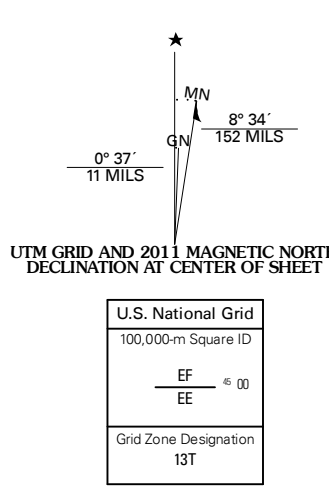 MN
GN
8° 34´
152 MILS
0° 37´
11 MILS
UTM GRID AND 2011 MAGNETIC NORTH
DECLINATION AT CENTER OF SHEET
U.S. National Grid
100,000-m Square ID
EF
45 00
EE
Grid Zone Designation
13T